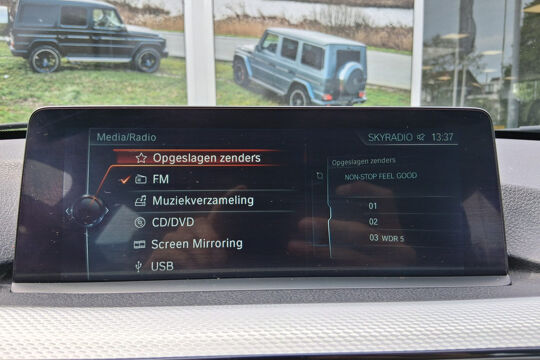 Media/Radio
SKYRADIO 13:37
Opgeslagen zenders
FM
Muziekverzameling
CD/DVD
Screen Mirroring
USB
Opgeslagen zenders
NON-STOP FEEL GOOD
01
02
03 WDR 5